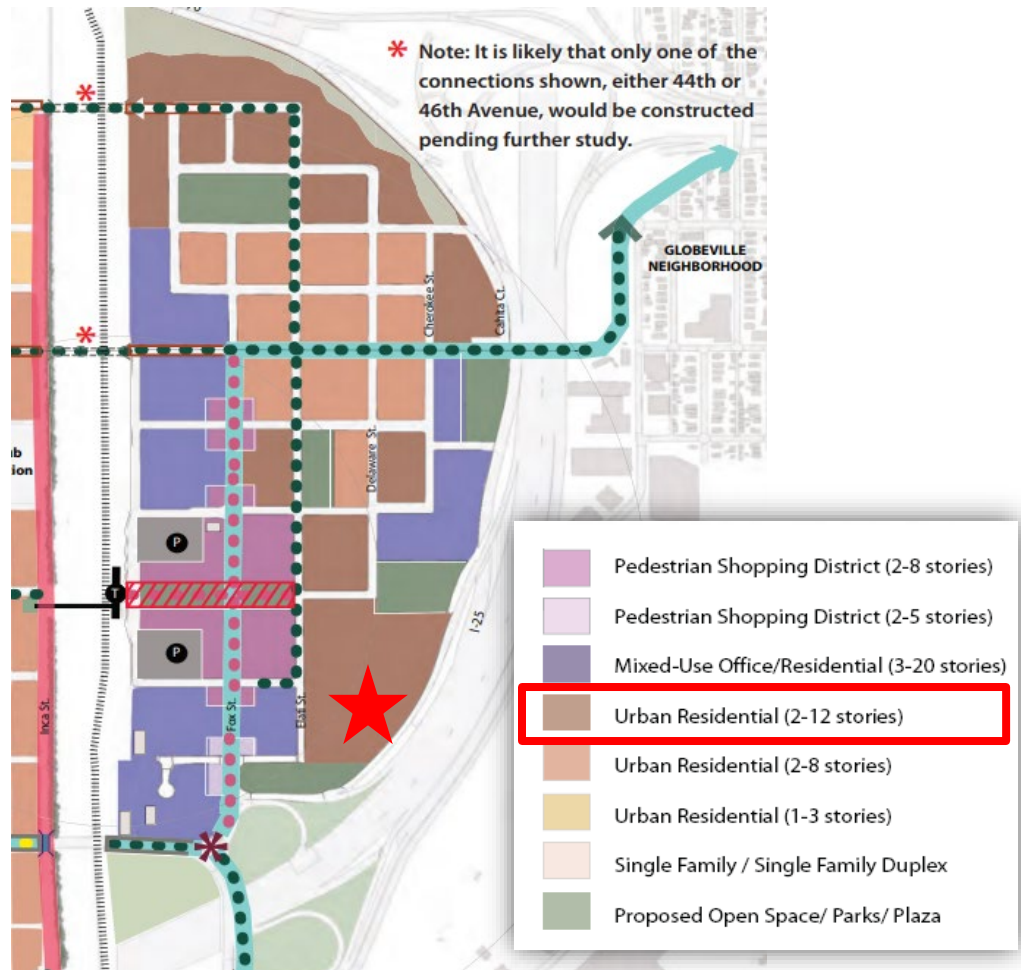 * Note: It is likely that only one of the
connections shown, either 44th or
46th Avenue, would be constructed
pending further study.
*
*
GLOBEVILLE
NEIGHBORHOOD
Cherokee St.
Cahita Ct.
b
ion
Delaware St.
P
T
P
I-25
Inca St.
Fox St.
Elati St.
*
Pedestrian Shopping District (2-8 stories)
Pedestrian Shopping District (2-5 stories)
Mixed-Use Office/Residential (3-20 stories)
Urban Residential (2-12 stories)
Urban Residential (2-8 stories)
Urban Residential (1-3 stories)
Single Family / Single Family Duplex
Proposed Open Space/ Parks/ Plaza